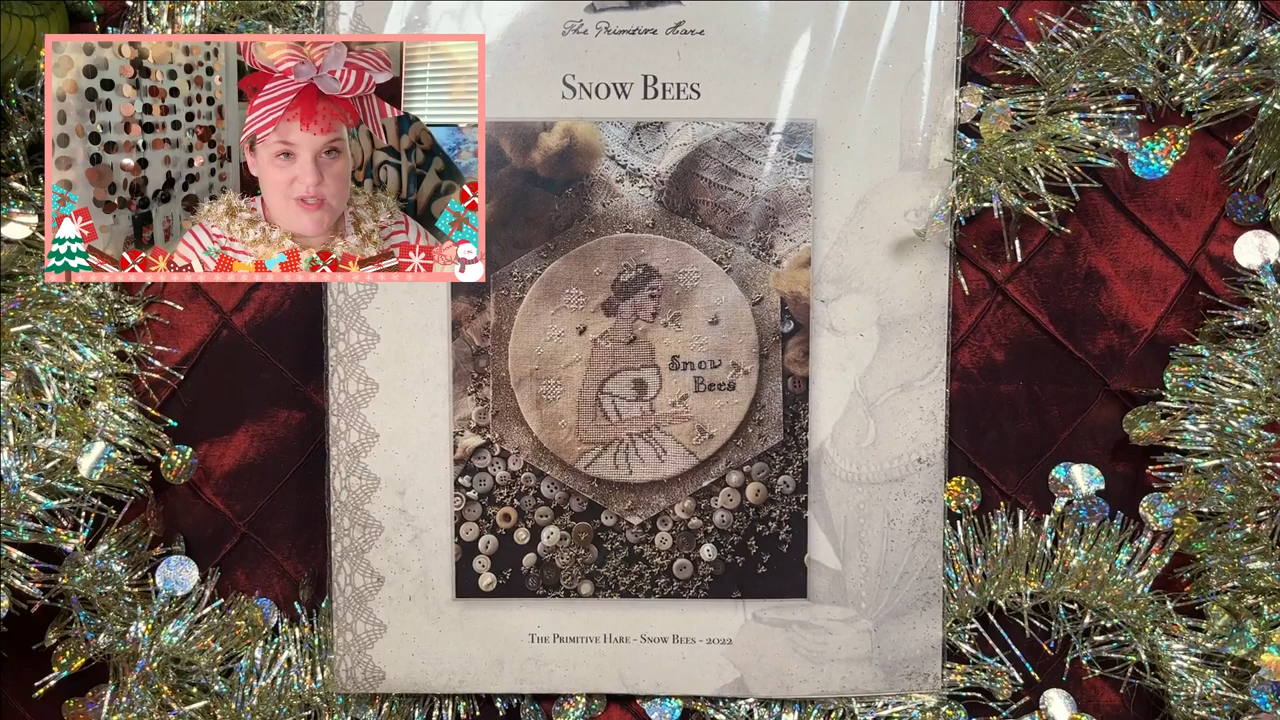 The Primitive Hare
SNOW BEES
Snow
Bees
THE PRIMITIVE HARE - SNOW BEES - 2022